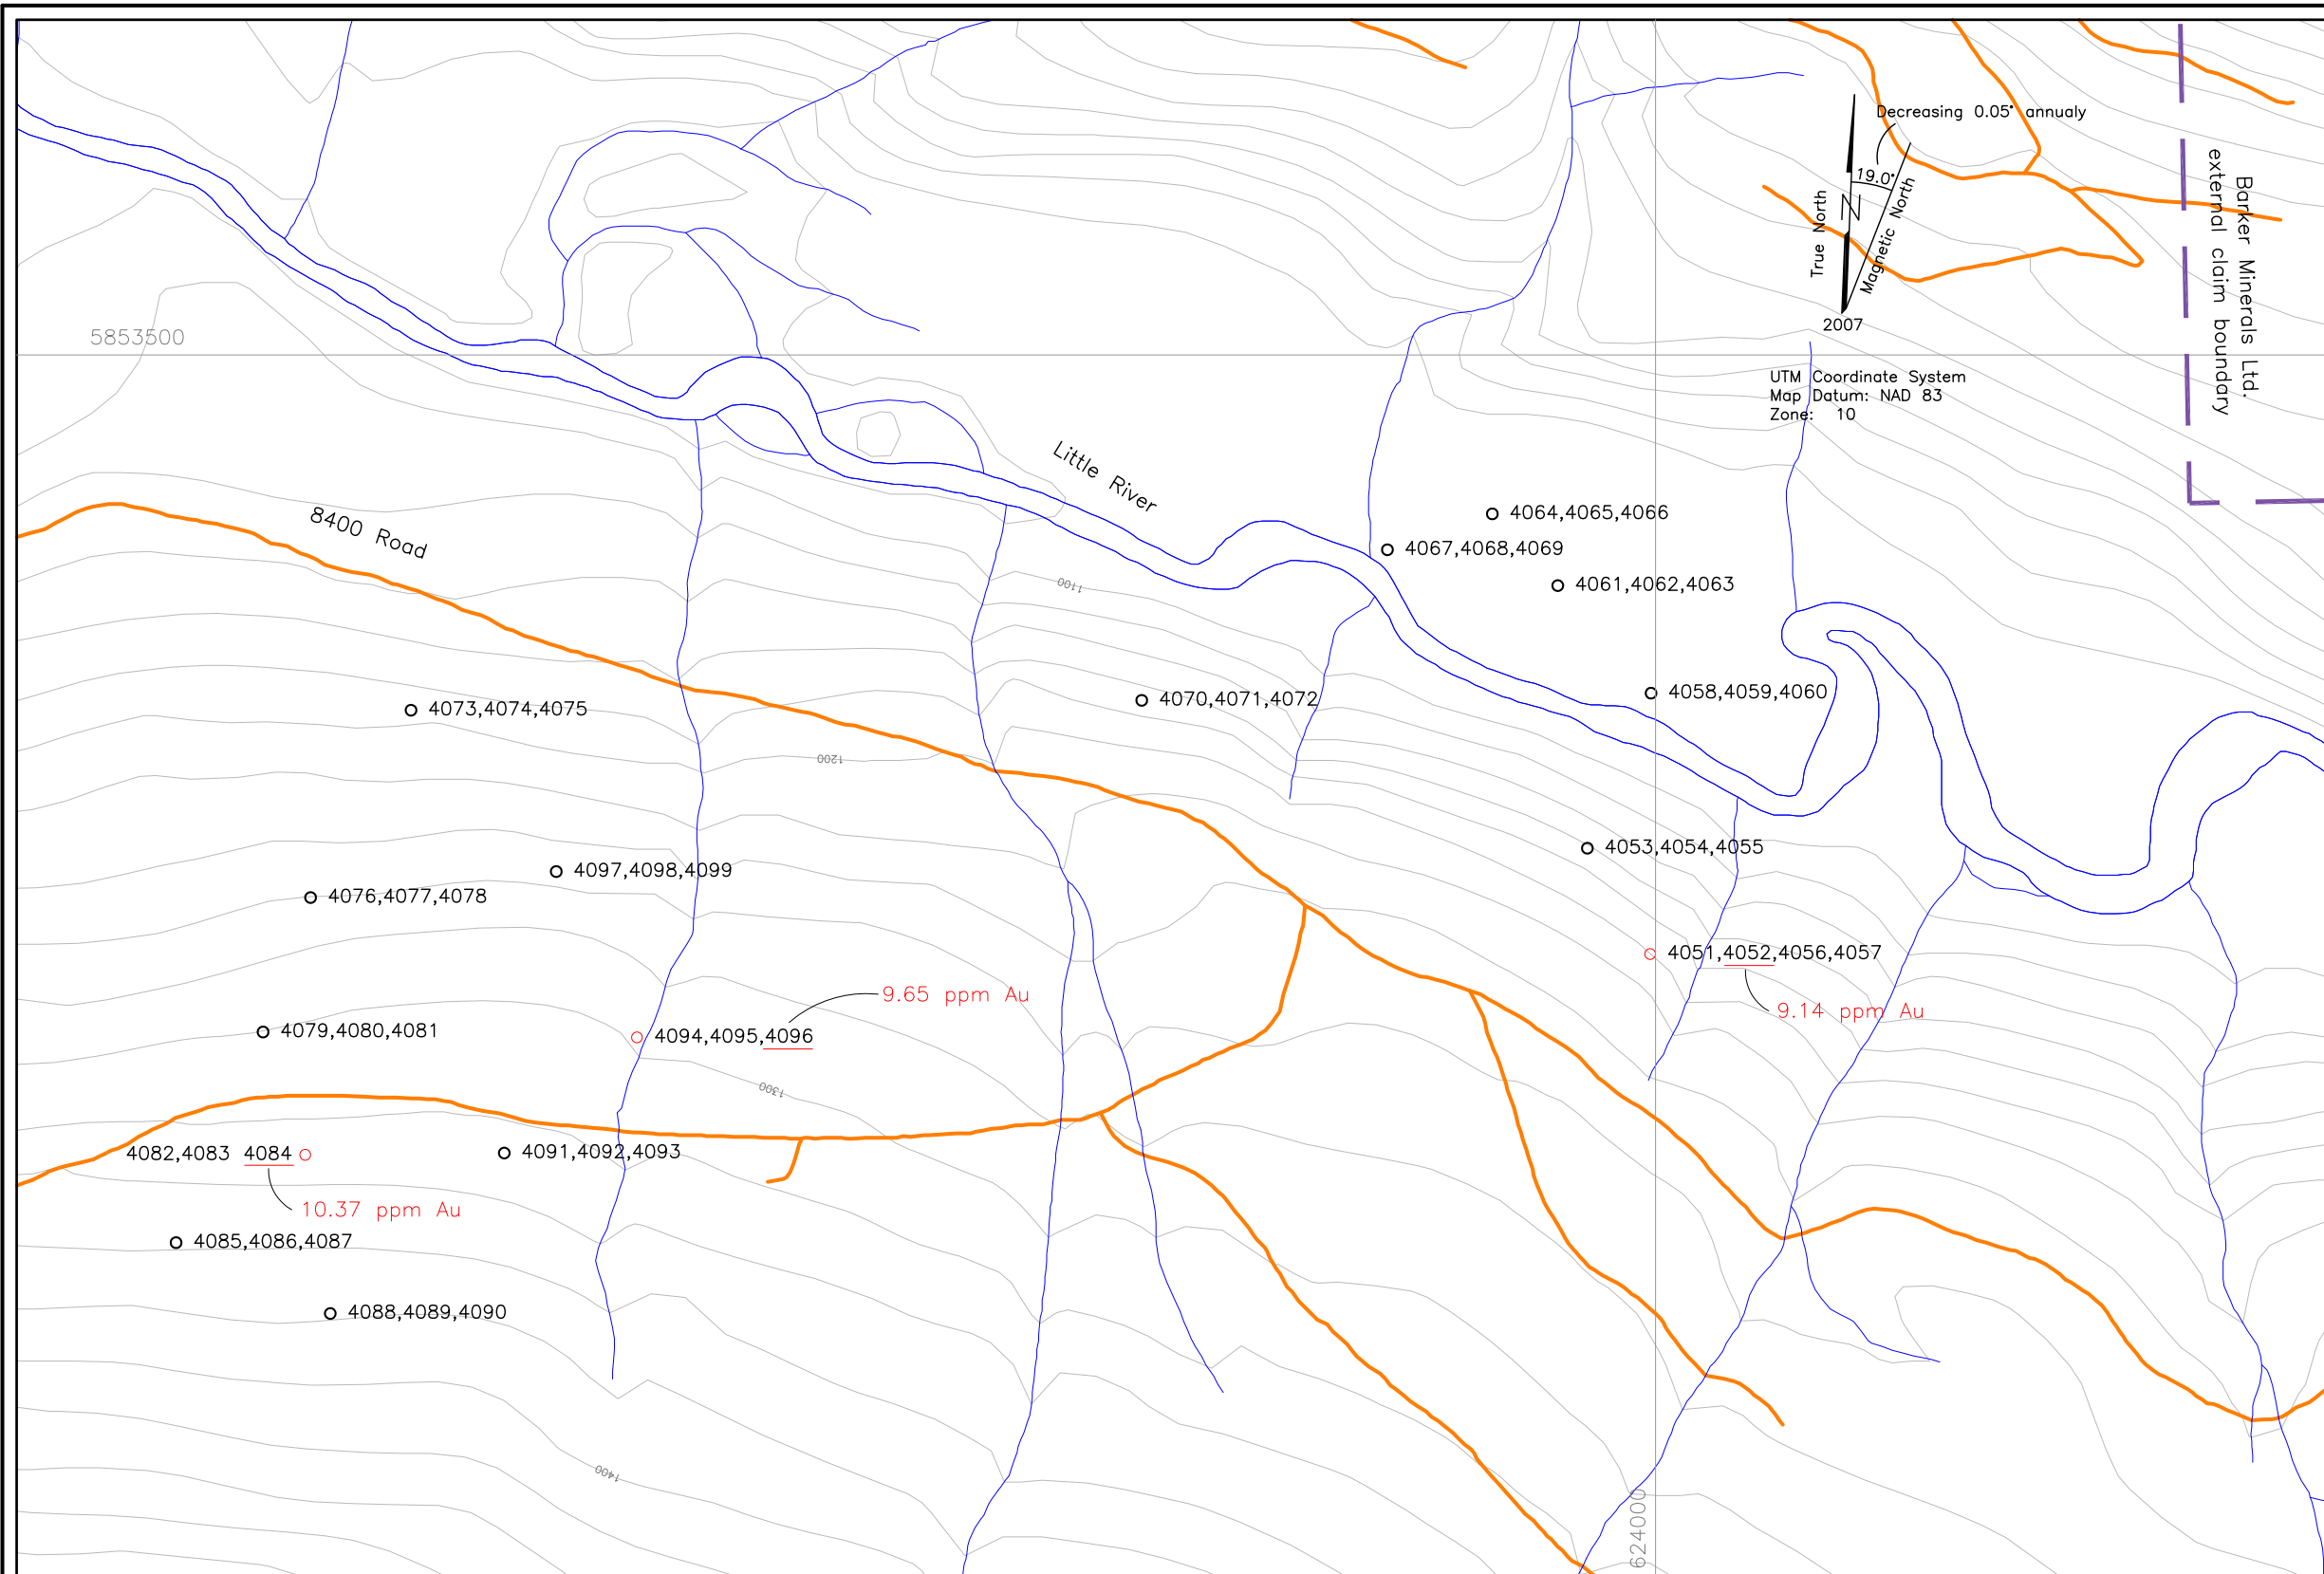 Decreasing 0.05° annualy
19.0°
True North
N
Magnetic North
2007
Barker Minerals Ltd.
external claim boundary
5853500
UTM Coordinate System
Map Datum: NAD 83
Zone: 10
Little River
8400 Road
4064,4065,4066
4067,4068,4069
4061,4062,4063
1100
4058,4059,4060
4070,4071,4072
4073,4074,4075
1200
4053,4054,4055
4097,4098,4099
4076,4077,4078
4051,4052,4056,4057
9.14 ppm Au
9.65 ppm Au
4079,4080,4081
4094,4095,4096
1300
4082,4083 4084
4091,4092,4093
10.37 ppm Au
4085,4086,4087
4088,4089,4090
1400
624000